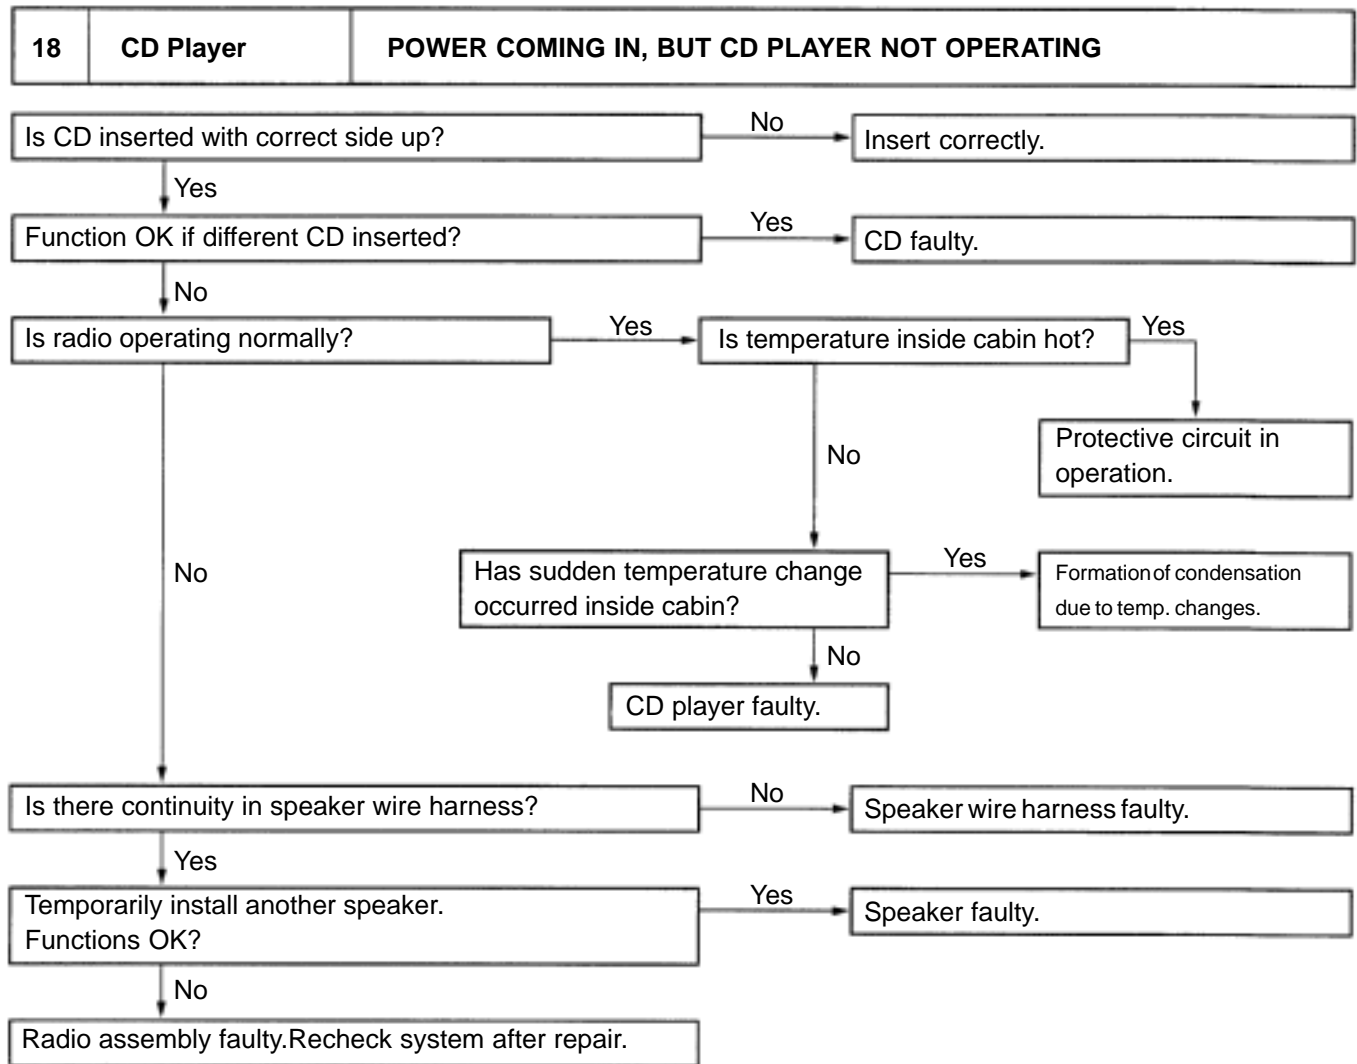 18 CD Player POWER COMING IN, BUT CD PLAYER NOT OPERATING
Is CD inserted with correct side up?
No
Insert correctly.
Yes
Function OK if different CD inserted?
Yes
CD faulty.
No
Is radio operating normally?
Yes
Is temperature inside cabin hot?
Yes
Protective circuit in
operation.
No
Has sudden temperature change
occurred inside cabin?
Yes
Formation of condensation
due to temp. changes.
No
CD player faulty.
No
Is there continuity in speaker wire harness?
No
Speaker wire harness faulty.
Yes
Temporarily install another speaker.
Functions OK?
Yes
Speaker faulty.
No
Radio assembly faulty.Recheck system after repair.